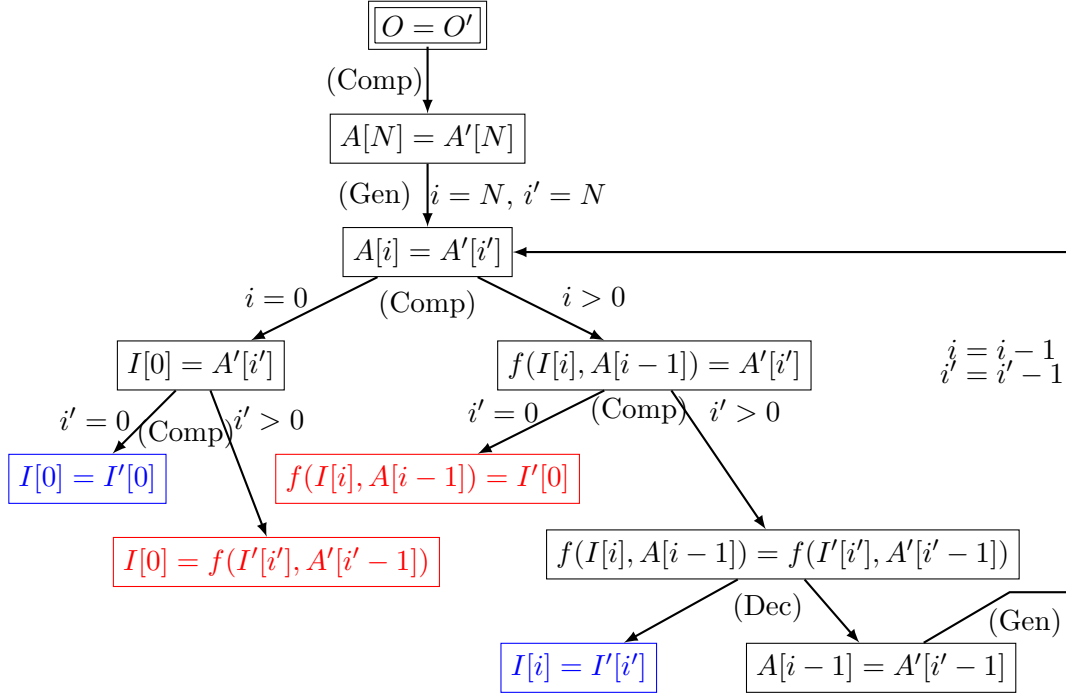 O = O′
(Comp)
A[N] = A′[N]
(Gen) i = N, i′ = N
A[i] = A′[i′]
i = 0 (Comp) i > 0
I[0] = A′[i′] f(I[i], A[i − 1]) = A′[i′] i = i − 1
i′ = i′ − 1
i′ = 0 (Comp) i′ > 0 i′ = 0 (Comp) i′ > 0
I[0] = I′[0] f(I[i], A[i − 1]) = I′[0]
I[0] = f(I′[i′], A′[i′ − 1]) f(I[i], A[i − 1]) = f(I′[i′], A′[i′ − 1])
(Dec) (Gen)
I[i] = I′[i′] A[i − 1] = A′[i′ − 1]